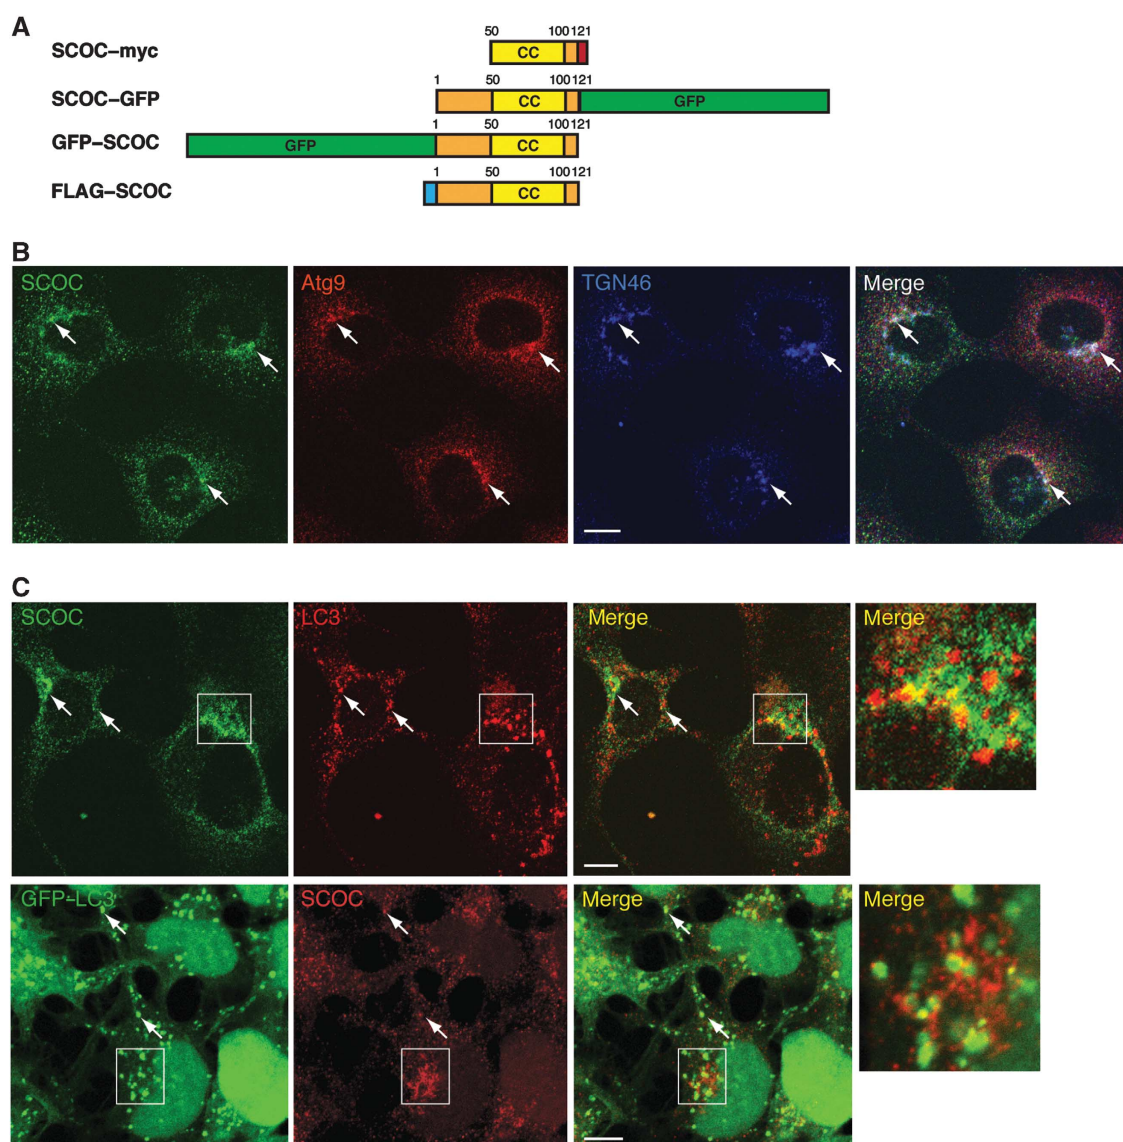 A
50 100 121
SCOC–myc CC
1 50 100 121
SCOC–GFP CC GFP
1 50 100 121
GFP–SCOC GFP CC
1 50 100 121
FLAG–SCOC CC
B
SCOC Atg9 TGN46 Merge
C
SCOC LC3 Merge Merge
GFP–LC3 SCOC Merge Merge